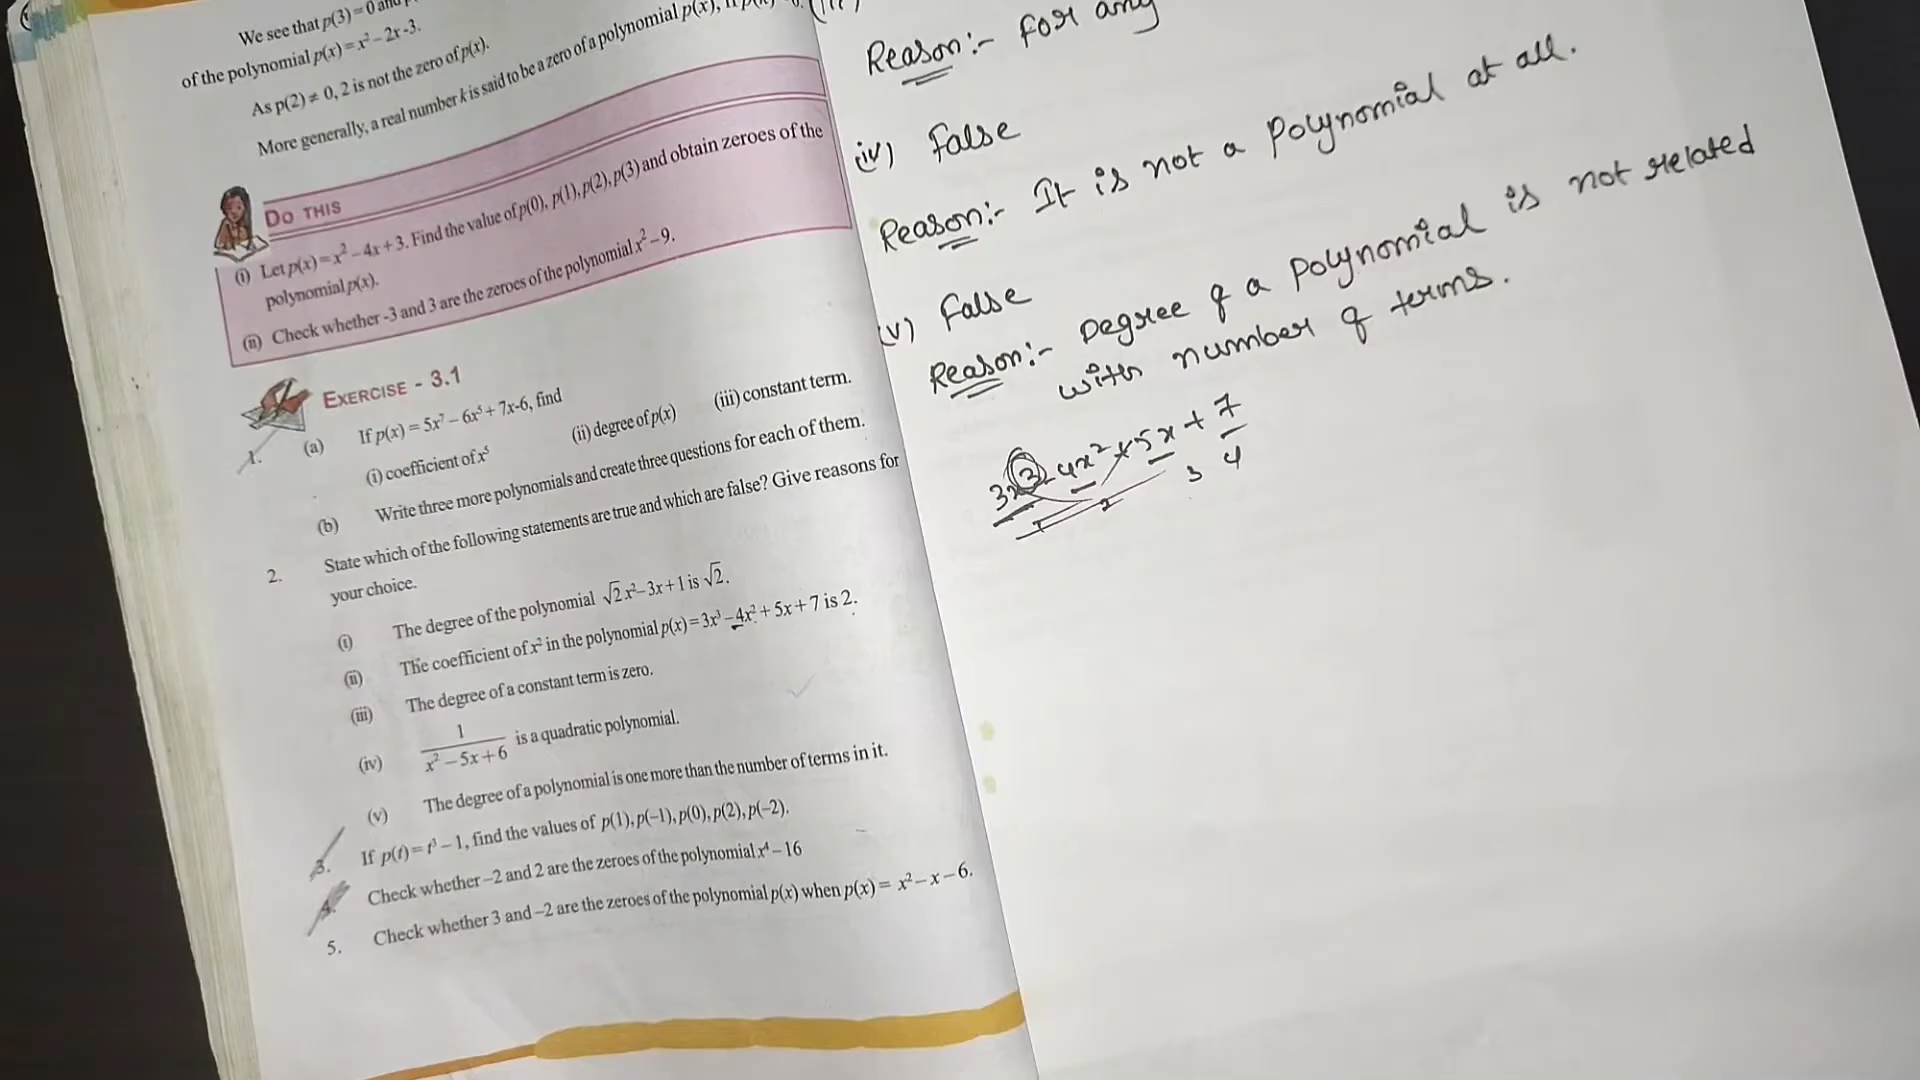 We see that p(3) = 0 and
of the polynomial p(x) = x² – 2x -3.
As p(2) ≠ 0, 2 is not the zero of p(x).
More generally, a real number k is said to be a zero of a polynomial p(x), if
DO THIS
(i) Let p(x) = x² – 4x + 3. Find the value of p(0), p(1), p(2), p(3) and obtain zeroes of the
polynomial p(x).
(ii) Check whether -3 and 3 are the zeroes of the polynomial x² – 9.
EXERCISE - 3.1
1. (a) If p(x) = 5x⁷ – 6x⁵ + 7x-6, find
(i) coefficient of x⁵ (ii) degree of p(x) (iii) constant term.
(b) Write three more polynomials and create three questions for each of them.
2. State which of the following statements are true and which are false? Give reasons for
your choice.
(i) The degree of the polynomial √2 x² – 3x + 1 is √2.
(ii) The coefficient of x² in the polynomial p(x) = 3x³ – 4x² + 5x + 7 is 2.
(iii) The degree of a constant term is zero.
(iv) 1/(x² – 5x + 6) is a quadratic polynomial.
(v) The degree of a polynomial is one more than the number of terms in it.
3. If p(t) = t³ – 1, find the values of p(1), p(–1), p(0), p(2), p(–2).
4. Check whether –2 and 2 are the zeroes of the polynomial x⁴ – 16
5. Check whether 3 and –2 are the zeroes of the polynomial p(x) when p(x) = x² – x – 6.
Reason:- for any
(iv) False
Reason:- It is not a polynomial at all.
(v) False
Reason:- Degree of a polynomial is not related
with number of terms.
3x³ - 4x² + 5x + 7
1 2 3 4